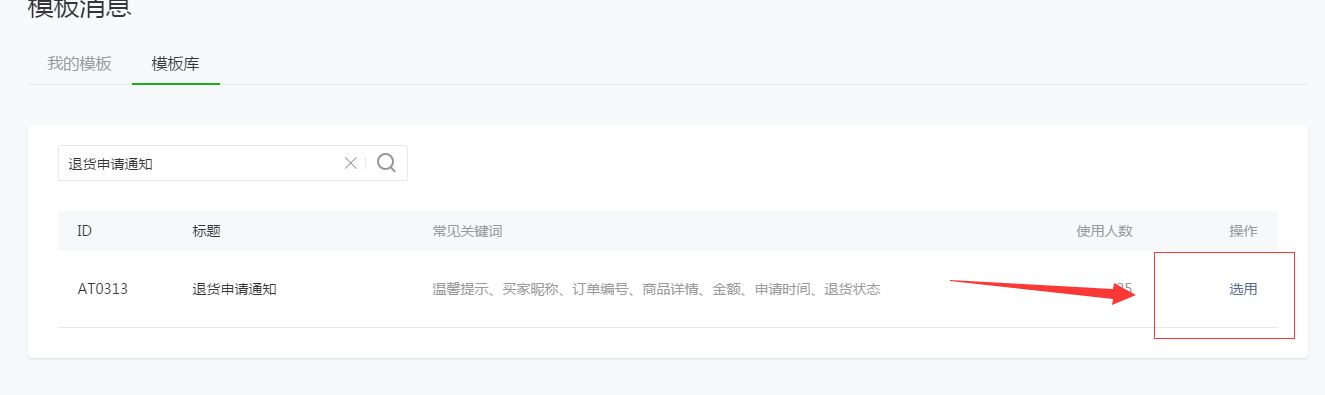 模板消息
我的模板 模板库
退货申请通知
ID 标题 常见关键词 使用人数 操作
AT0313 退货申请通知 温馨提示、买家昵称、订单编号、商品详情、金额、申请时间、退货状态 选用